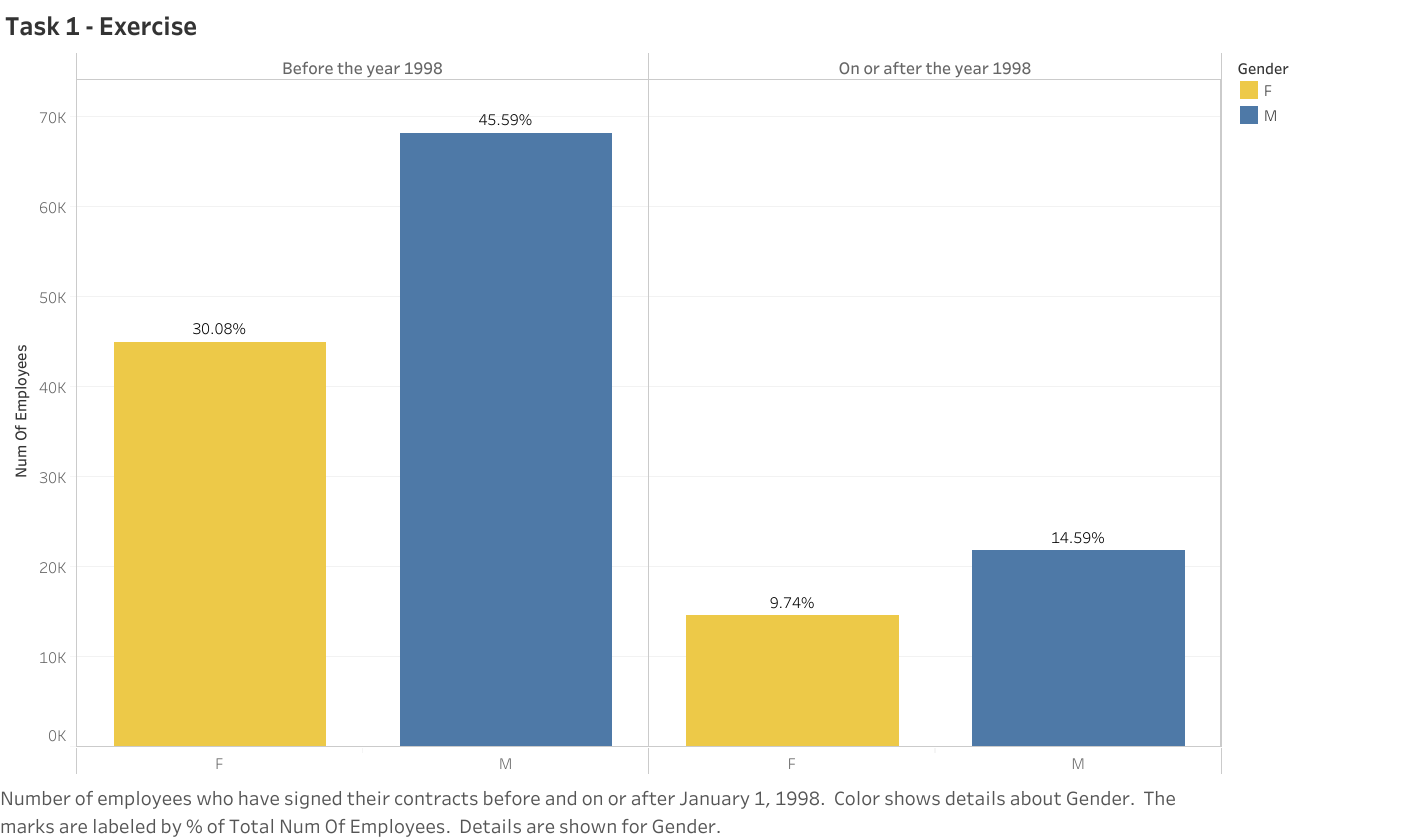 Task 1 - Exercise
Before the year 1998
On or after the year 1998
Gender
F
M
70K
60K
50K
40K
30K
20K
10K
0K
Num Of Employees
45.59%
30.08%
14.59%
9.74%
F
M
F
M
Number of employees who have signed their contracts before and on or after January 1, 1998.  Color shows details about Gender.  The
marks are labeled by % of Total Num Of Employees.  Details are shown for Gender.